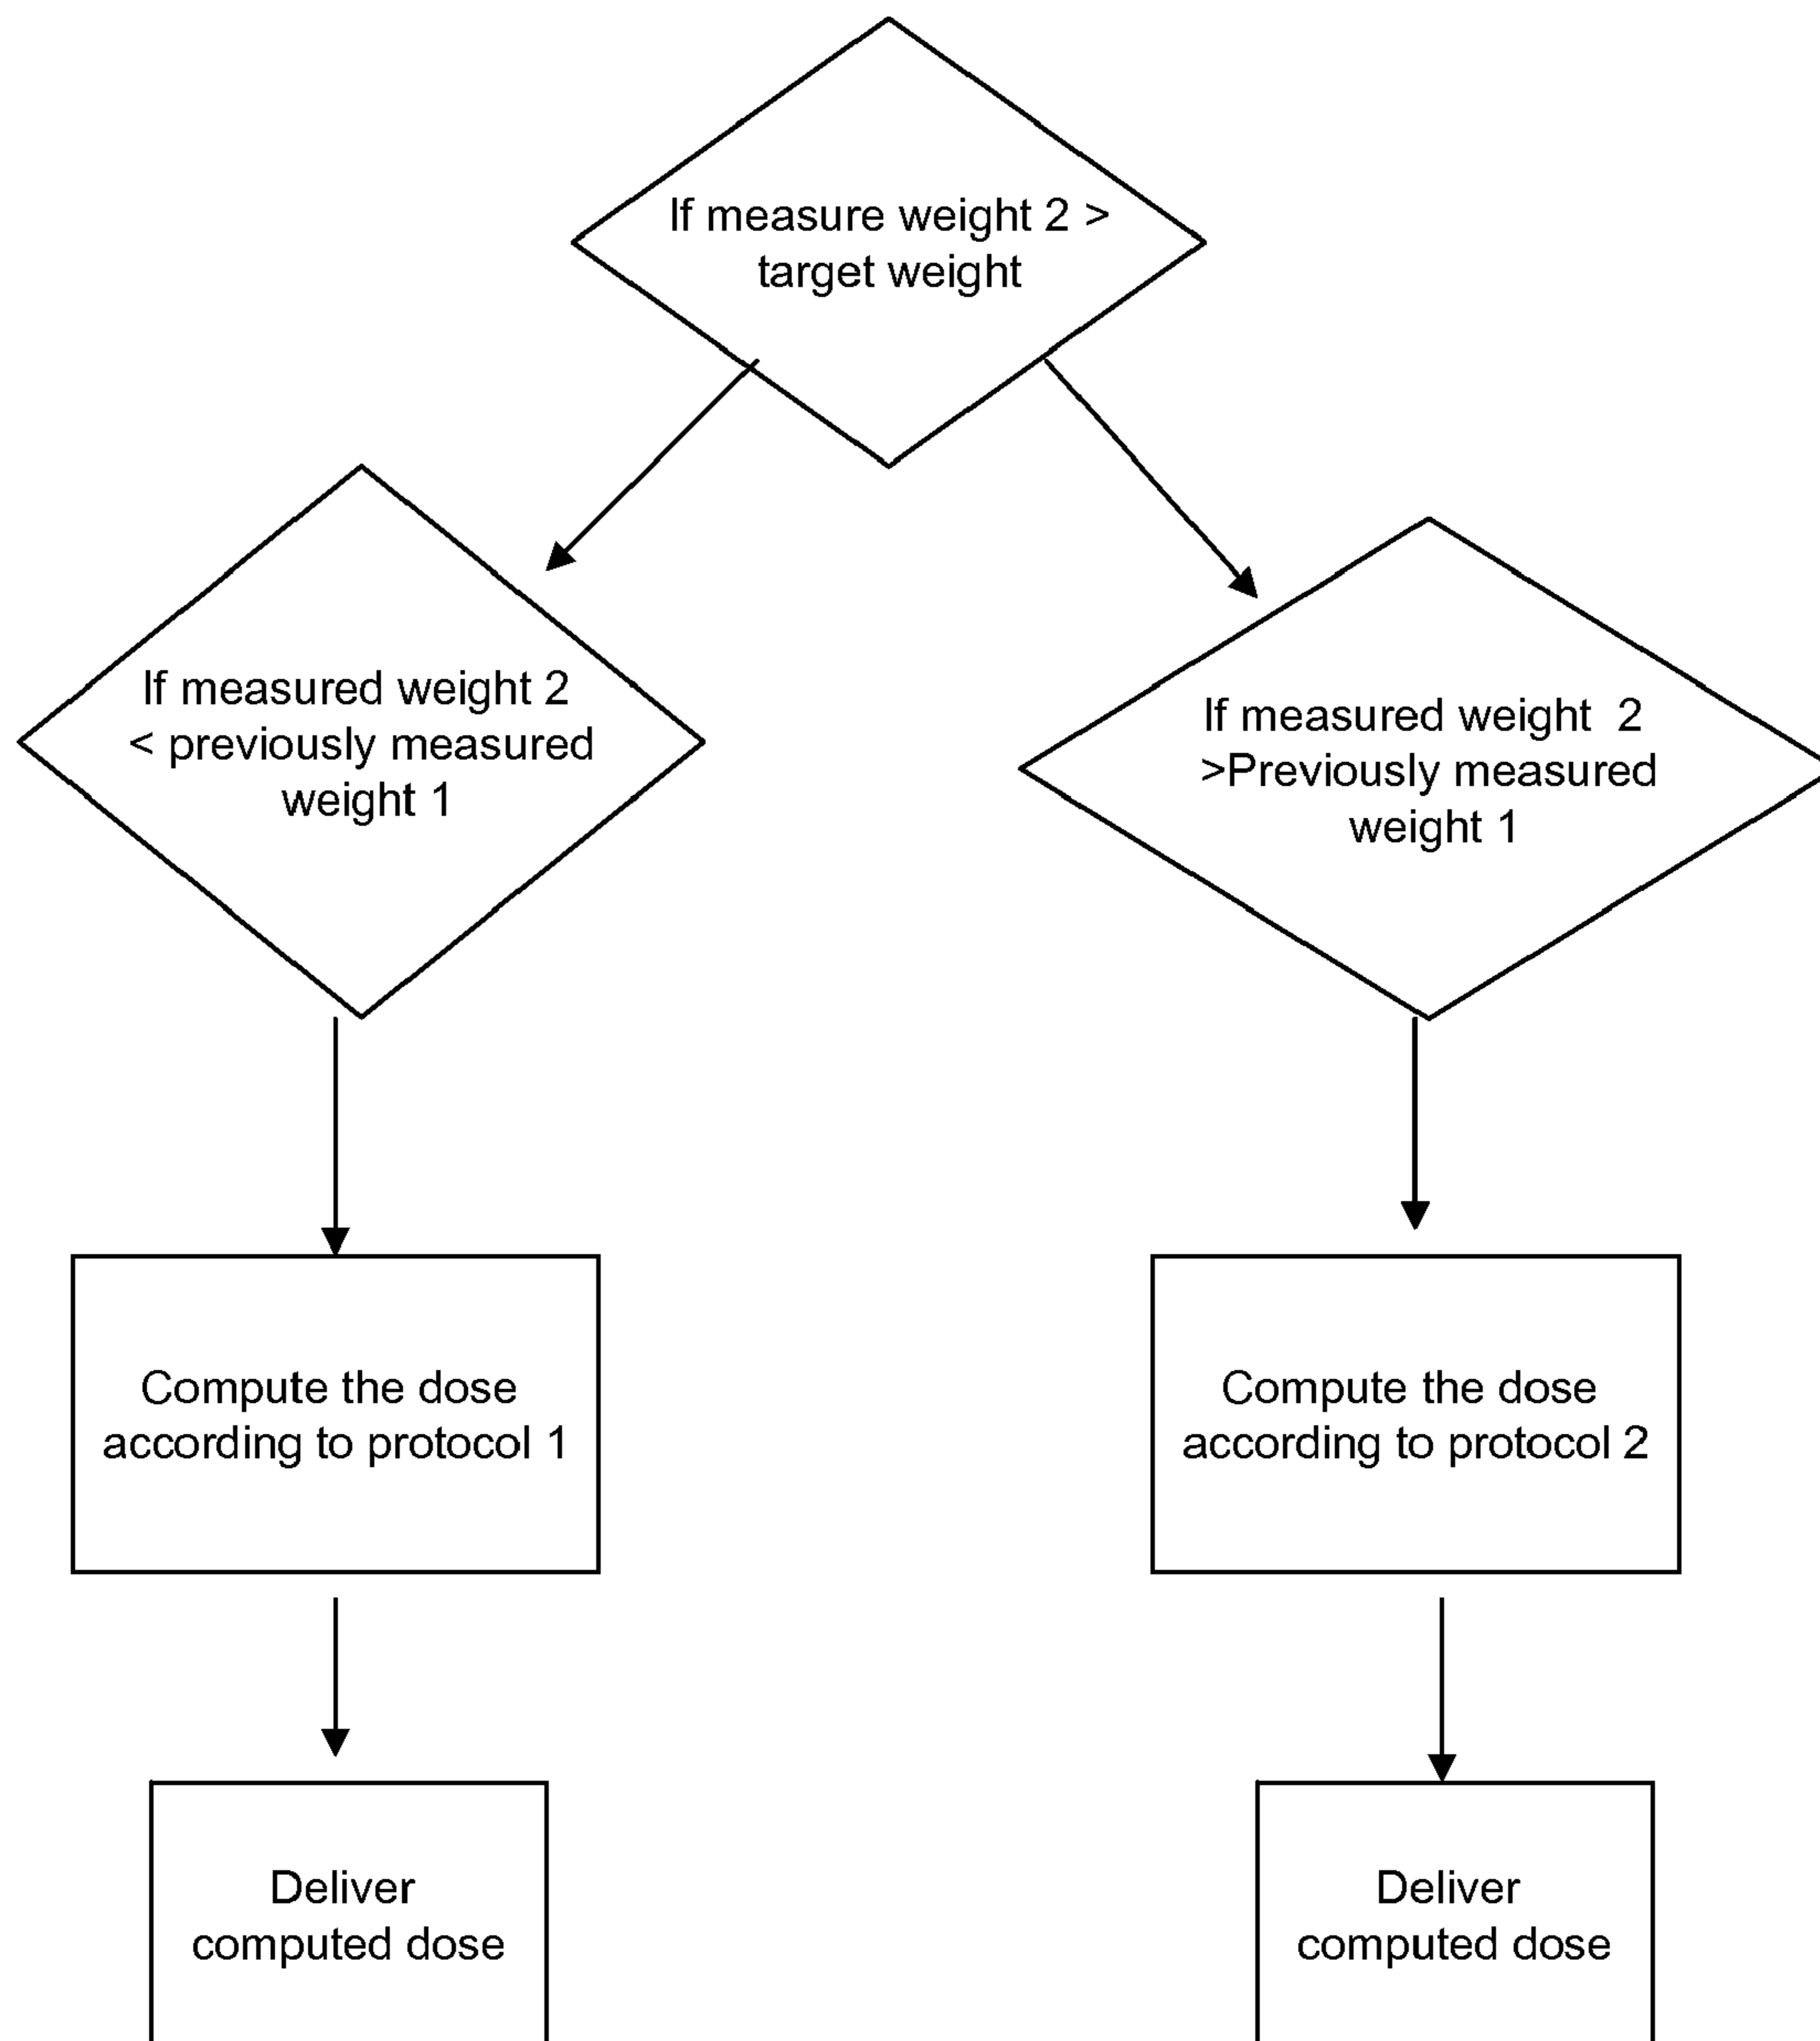 If measure weight 2 >
target weight
If measured weight 2
< previously measured
weight 1
If measured weight  2
>Previously measured
weight 1
Compute the dose
according to protocol 1
Compute the dose
according to protocol 2
Deliver
computed dose
Deliver
computed dose